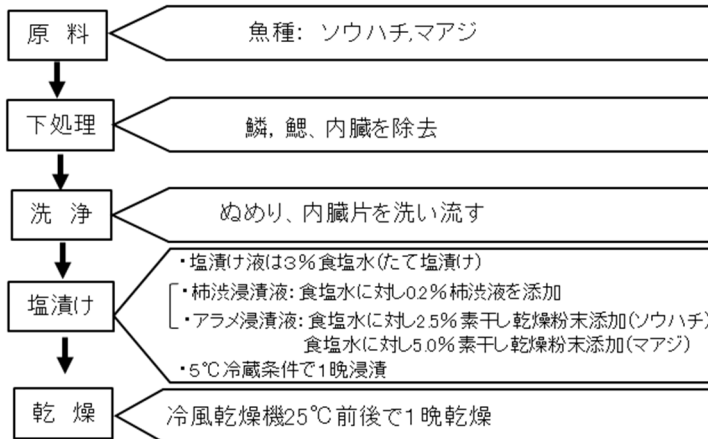 原 料
魚種: ソウハチ,マアジ
下処理
鱗, 鰓、内臓を除去
洗 浄
ぬめり、内臓片を洗い流す
塩漬け
・塩漬け液は3%食塩水(たて塩漬け)
・柿渋浸漬液: 食塩水に対し0.2%柿渋液を添加
・アラメ浸漬液: 食塩水に対し2.5%素干し乾燥粉末添加(ソウハチ)
食塩水に対し5.0%素干し乾燥粉末添加(マアジ)
・5℃冷蔵条件で1晩浸漬
乾 燥
冷風乾燥機25℃前後で1晩乾燥